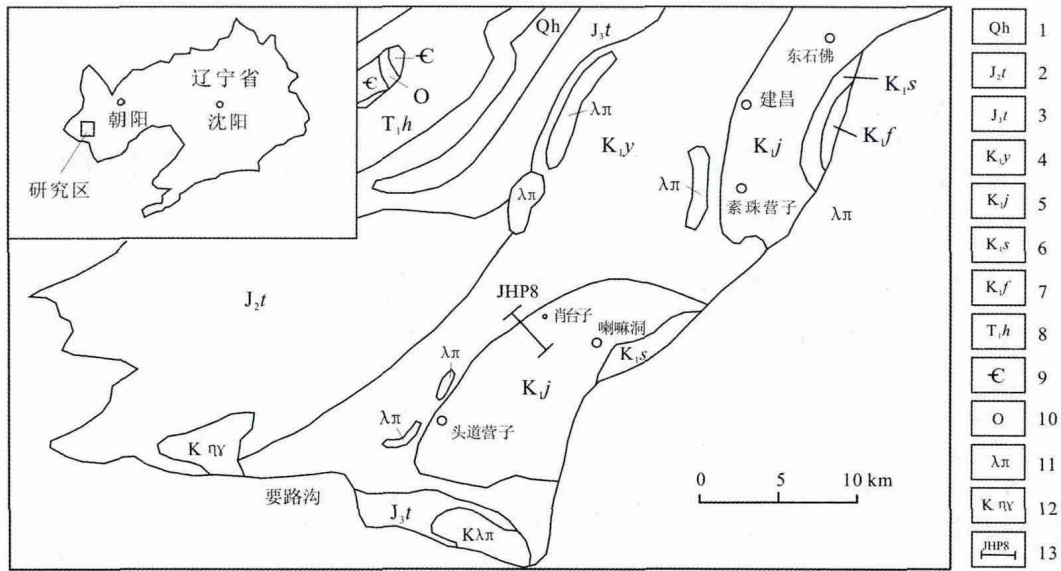 辽宁省
朝阳
沈阳
研究区
Є
Є
O
T₁h
Qh
J₃t
λπ
K₁y
λπ
λπ
东石佛
建昌
K₁j
素珠营子
K₁s
K₁f
λπ
J₂t
JHP8
肖台子
喇嘛洞
K₁s
K₁j
λπ
λπ
头道营子
K ηγ
要路沟
J₃t
Kλπ
0 5 10 km
Qh 1
J₂t 2
J₃t 3
K₁y 4
K₁j 5
K₁s 6
K₁f 7
T₁h 8
Є 9
O 10
λπ 11
K ηγ 12
JHP8 13